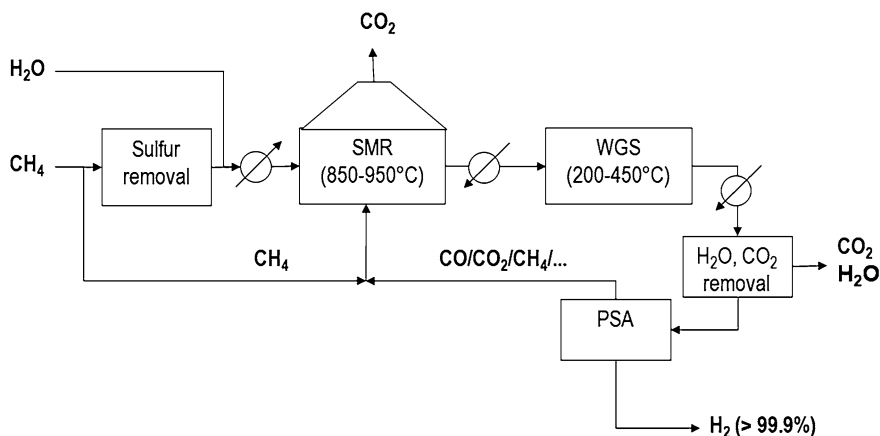 CO₂
H₂O
CH₄
Sulfur
removal
SMR
(850-950°C)
WGS
(200-450°C)
CH₄
CO/CO₂/CH₄/...
H₂O, CO₂
removal
CO₂
H₂O
PSA
H₂ (> 99.9%)